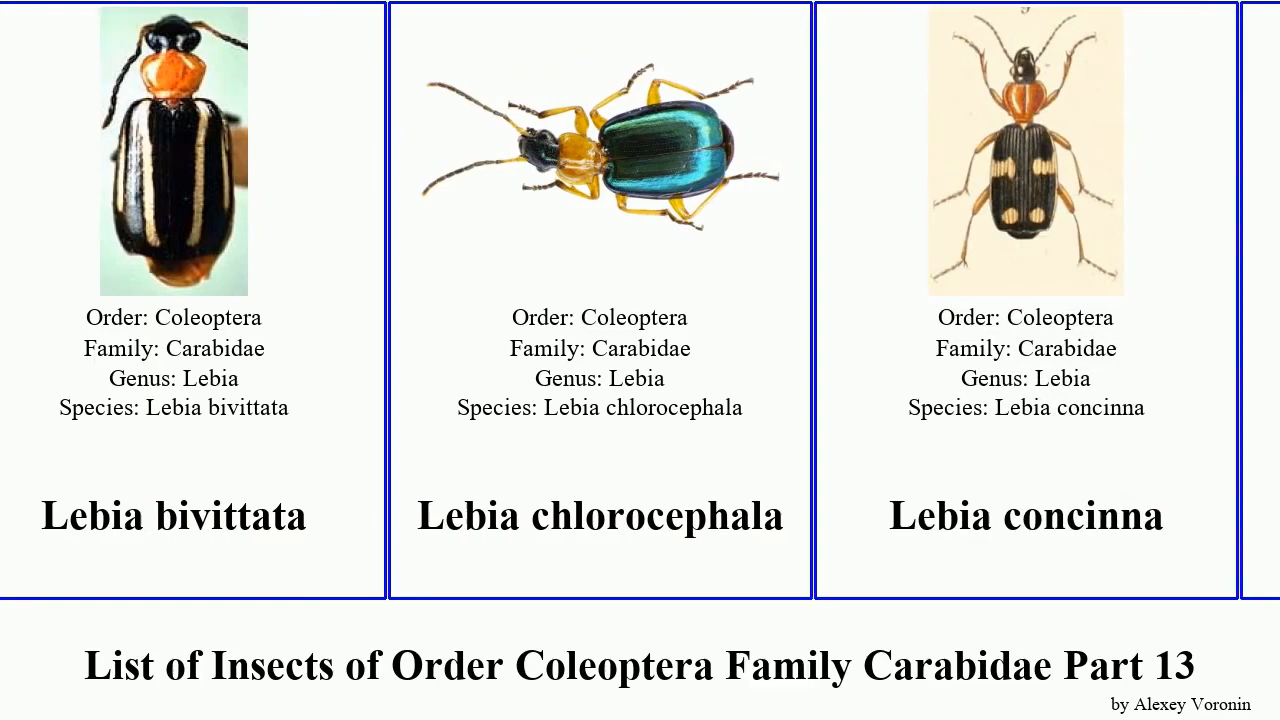 Order: Coleoptera
Family: Carabidae
Genus: Lebia
Species: Lebia bivittata
Lebia bivittata
Order: Coleoptera
Family: Carabidae
Genus: Lebia
Species: Lebia chlorocephala
Lebia chlorocephala
Order: Coleoptera
Family: Carabidae
Genus: Lebia
Species: Lebia concinna
Lebia concinna
List of Insects of Order Coleoptera Family Carabidae Part 13
by Alexey Voronin